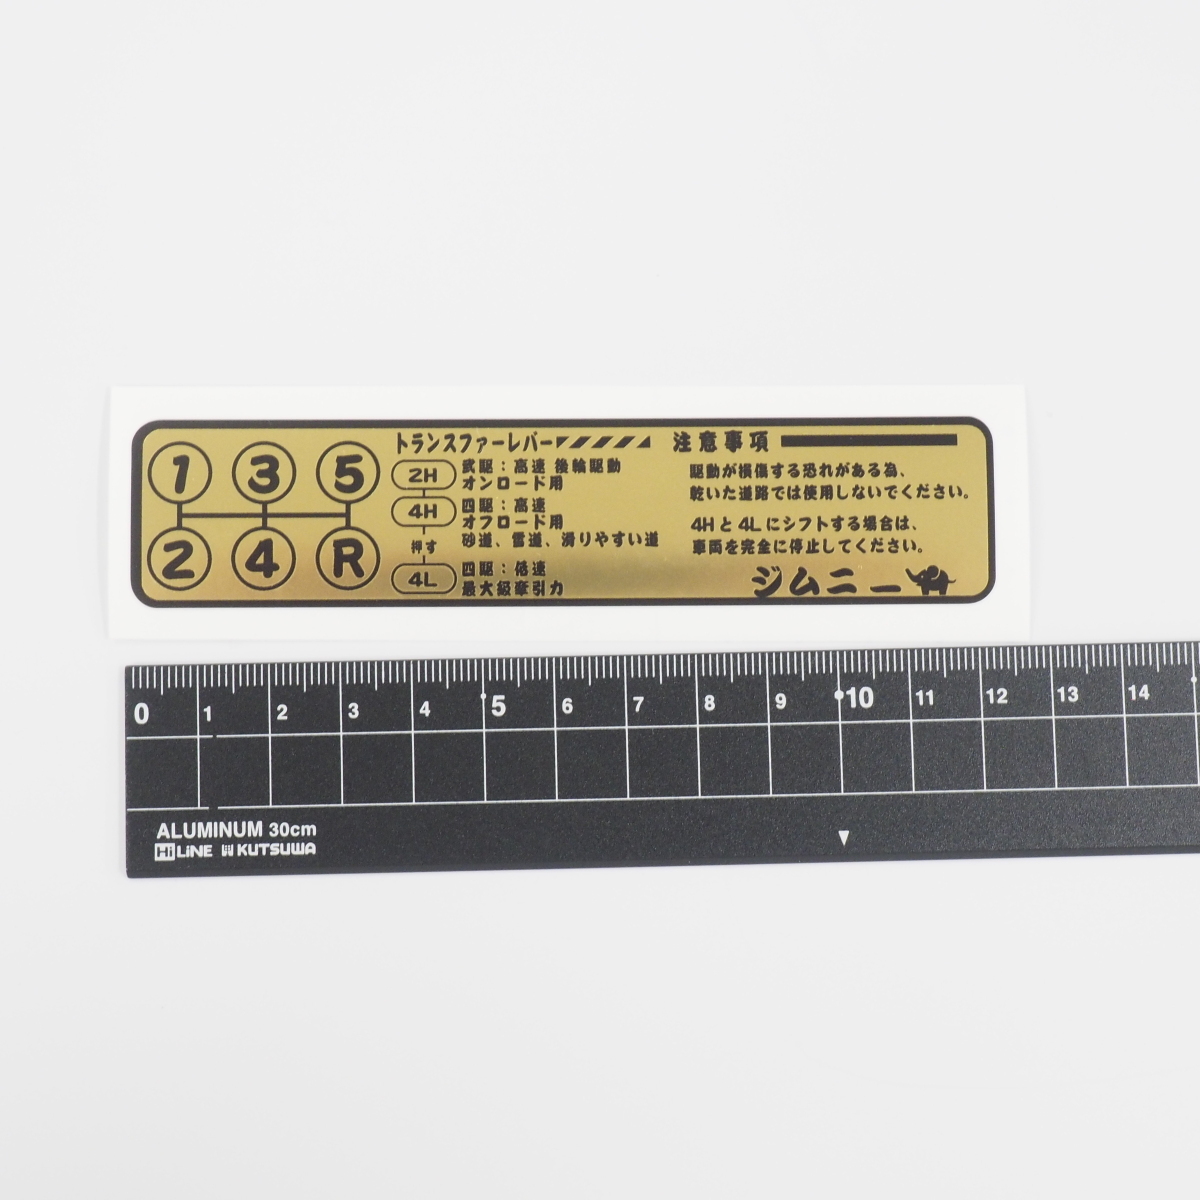 1 3 5
2 4 R
トランスファーレバー
2H
武駆：高速 後輪駆動
オンロード用
4H
四駆：高速
オフロード用
砂道、雪道、滑りやすい道
押す
4L
四駆：低速
最大級牽引力
注意事項
駆動が損傷する恐れがある為、
乾いた道路では使用しないでください。
4Hと4Lにシフトする場合は、
車両を完全に停止してください。
ジムニー
0 1 2 3 4 5 6 7 8 9 10 11 12 13 14
ALUMINUM 30cm
Hi LiNE KUTSUWA